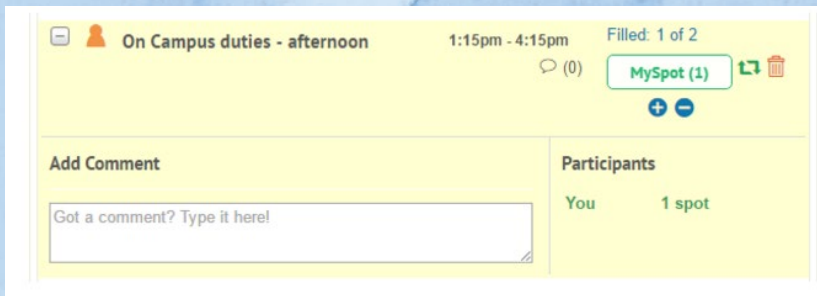 On Campus duties - afternoon
1:15pm - 4:15pm
Filled: 1 of 2
(0)
MySpot (1)
Add Comment
Participants
Got a comment? Type it here!
You 1 spot